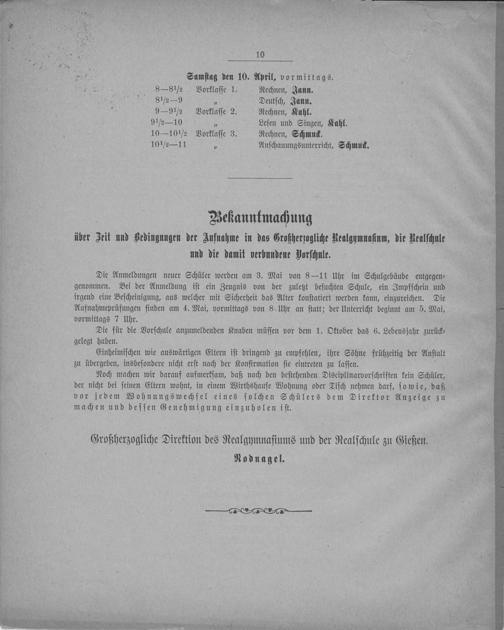 10
Samstag den 10. April, vormittags.
8—8½ Vorklasse 1. Rechnen, Jann.
8½—9 „ Deutsch, Jann.
9—9½ Vorklasse 2. Rechnen, Kahl.
9½—10 „ Lesen und Singen, Kahl.
10—10½ Vorklasse 3. Rechnen, Schmuck.
10½—11 „ Anschauungsunterricht, Schmuck.
Bekanntmachung
über Zeit und Bedingungen der Aufnahme in das Großherzogliche Realgymnasium, die Realschule
und die damit verbundene Vorschule.
Die Anmeldungen neuer Schüler werden am 3. Mai von 8—11 Uhr im Schulgebäude entgegen-
genommen. Bei der Anmeldung ist ein Zeugnis von der zuletzt besuchten Schule, ein Impfschein und
irgend eine Bescheinigung, aus welcher mit Sicherheit das Alter konstatiert werden kann, einzureichen. Die
Aufnahmeprüfungen finden am 4. Mai, vormittags von 8 Uhr an statt; der Unterricht beginnt am 5. Mai,
vormittags 7 Uhr.
Die für die Vorschule anzumeldenden Knaben müssen vor dem 1. Oktober das 6. Lebensjahr zurück-
gelegt haben.
Einheimischen wie auswärtigen Eltern ist dringend zu empfehlen, ihre Söhne frühzeitig der Anstalt
zu übergeben, insbesondere nicht erst nach der Konfirmation sie eintreten zu lassen.
Noch machen wir darauf aufmerksam, daß nach den bestehenden Disciplinarvorschriften kein Schüler,
der nicht bei seinen Eltern wohnt, in einem Wirthshause Wohnung oder Tisch nehmen darf, sowie, daß
vor jedem Wohnungswechsel eines solchen Schülers dem Direktor Anzeige zu
machen und dessen Genehmigung einzuholen ist.
Großherzogliche Direktion des Realgymnasiums und der Realschule zu Gießen.
Nodnagel.